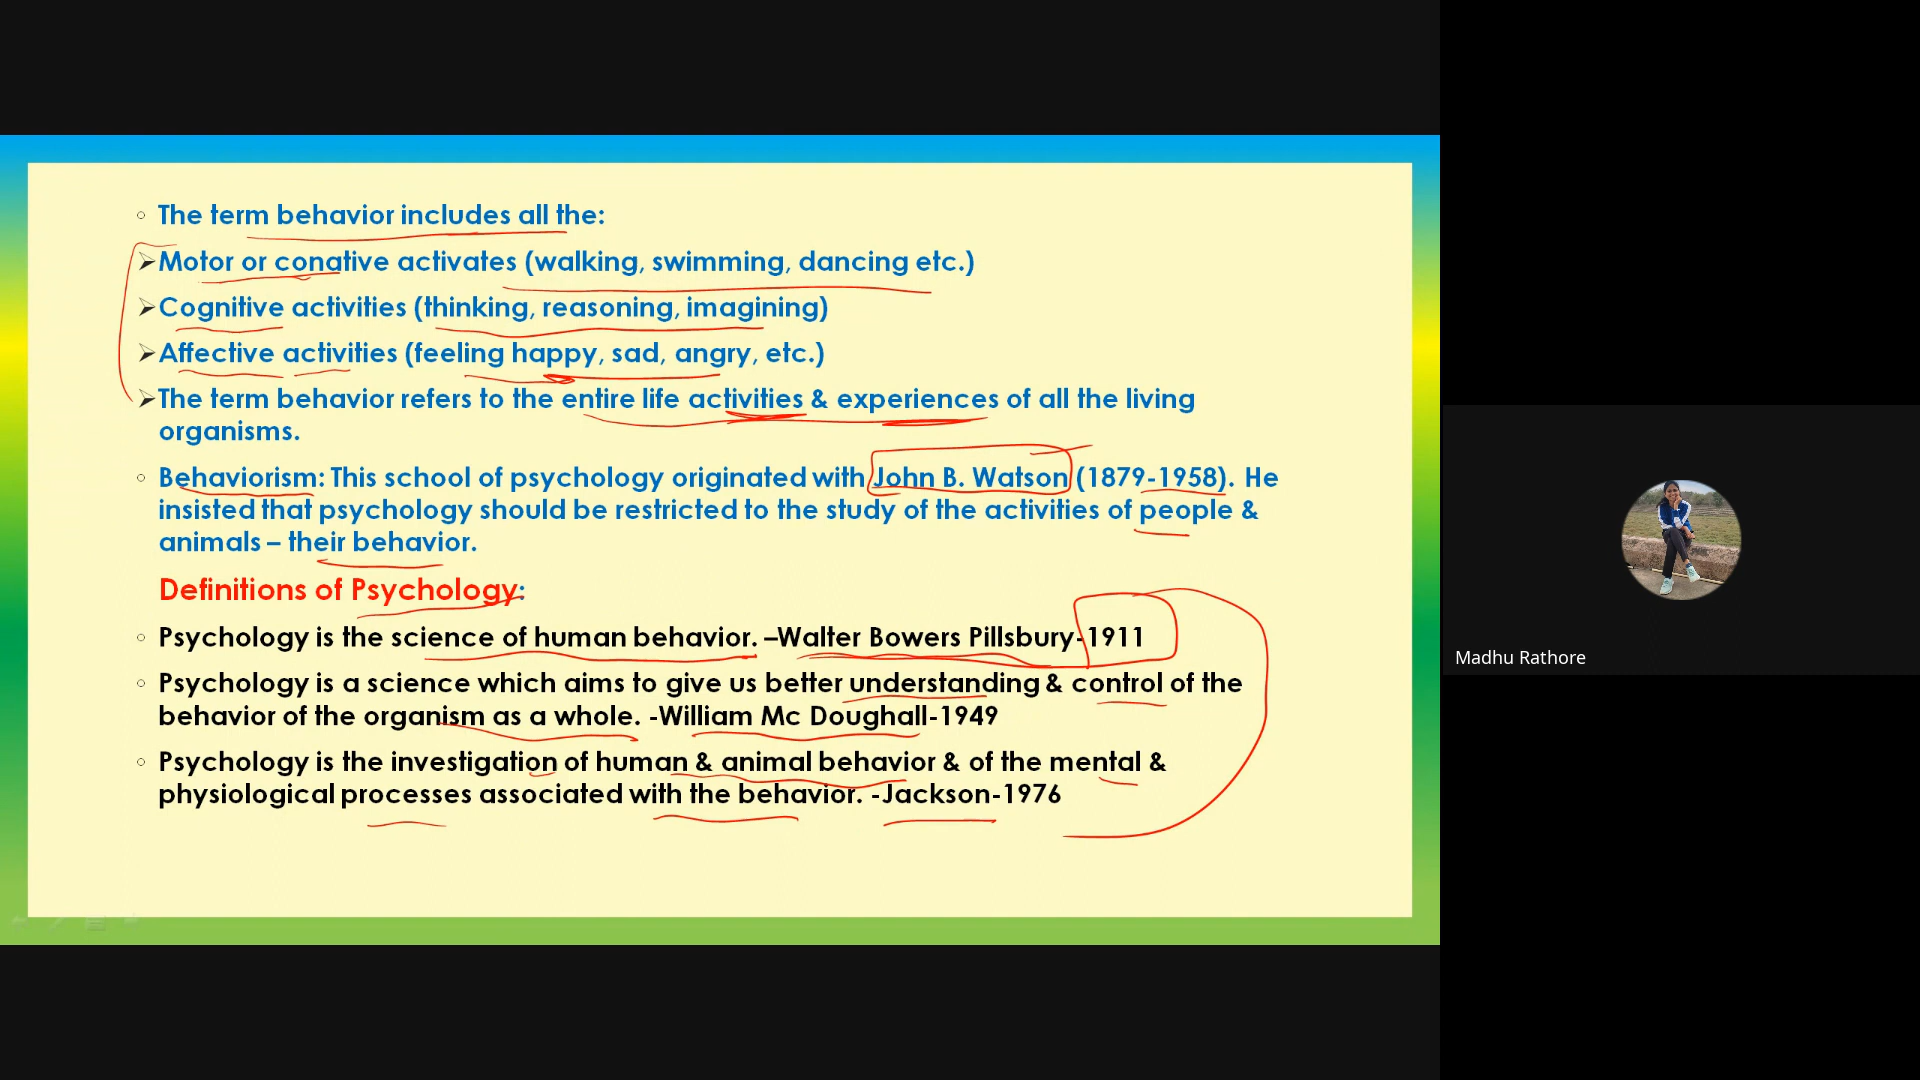 The term behavior includes all the:
Motor or conative activates (walking, swimming, dancing etc.)
Cognitive activities (thinking, reasoning, imagining)
Affective activities (feeling happy, sad, angry, etc.)
The term behavior refers to the entire life activities & experiences of all the living
organisms.
Behaviorism: This school of psychology originated with John B. Watson (1879-1958). He
insisted that psychology should be restricted to the study of the activities of people &
animals – their behavior.
Definitions of Psychology:
Psychology is the science of human behavior. –Walter Bowers Pillsbury-1911
Psychology is a science which aims to give us better understanding & control of the
behavior of the organism as a whole. -William Mc Doughall-1949
Psychology is the investigation of human & animal behavior & of the mental &
physiological processes associated with the behavior. -Jackson-1976
Madhu Rathore